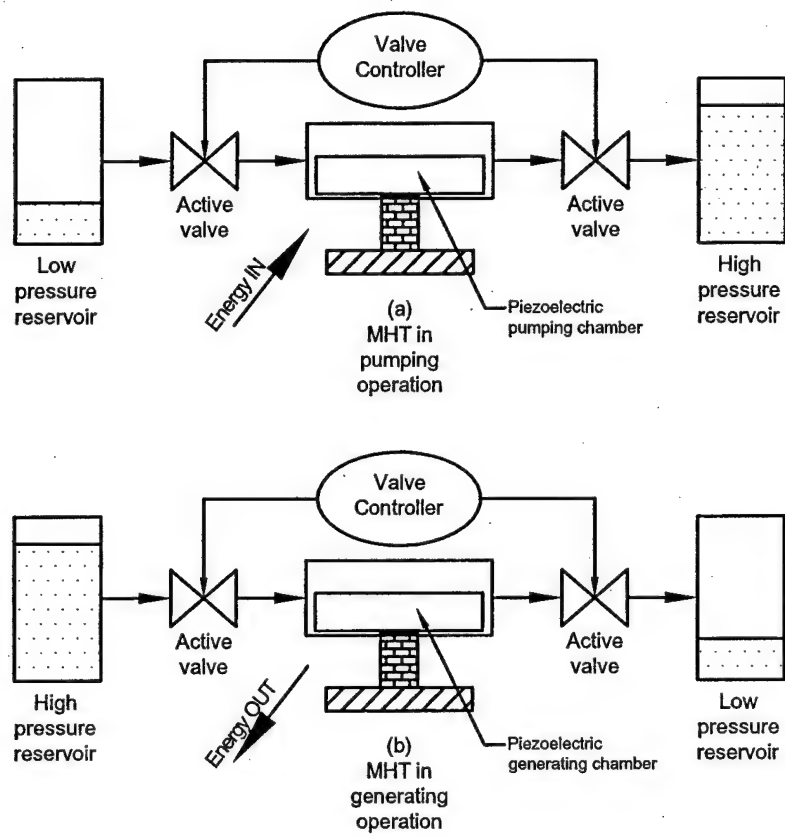 Valve
Controller
Active
valve
Active
valve
Low
pressure
reservoir
Energy IN
(a)
MHT in
pumping
operation
Piezoelectric
pumping chamber
High
pressure
reservoir
Valve
Controller
Active
valve
Active
valve
High
pressure
reservoir
Energy OUT
(b)
MHT in
generating
operation
Piezoelectric
generating chamber
Low
pressure
reservoir